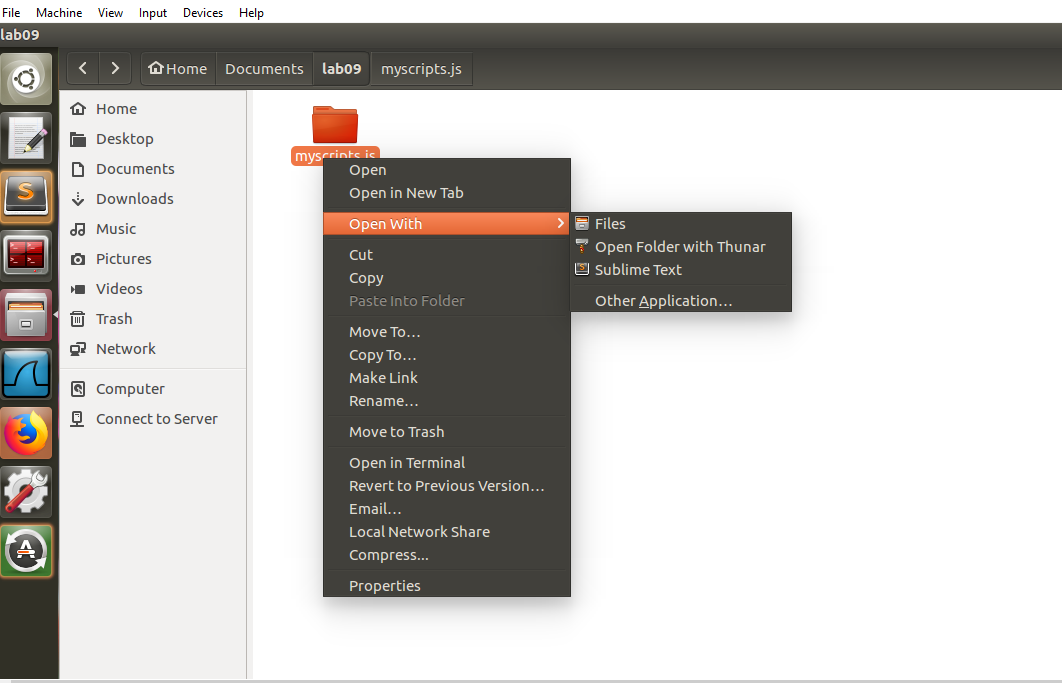 File Machine View Input Devices Help
lab09
Home Documents lab09 myscripts.js
Home
Desktop
Documents
Downloads
Music
Pictures
Videos
Trash
Network
Computer
Connect to Server
myscripts.js
Open
Open in New Tab
Open With
Cut
Copy
Paste Into Folder
Move To…
Copy To…
Make Link
Rename…
Move to Trash
Open in Terminal
Revert to Previous Version…
Email…
Local Network Share
Compress...
Properties
Files
Open Folder with Thunar
Sublime Text
Other Application…